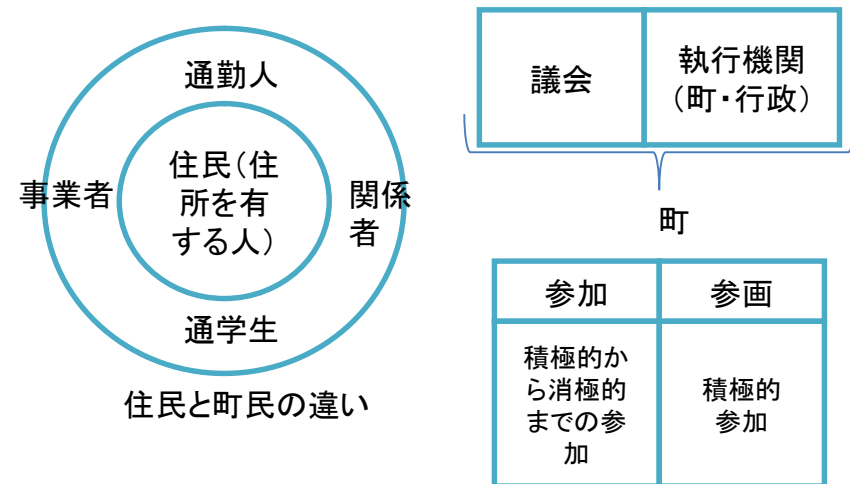 通勤人
住民(住
所を有
する人)
事業者
関係
者
通学生
住民と町民の違い
議会
執行機関
(町・行政)
町
参加
参画
積極的か
ら消極的
までの参
加
積極的
参加